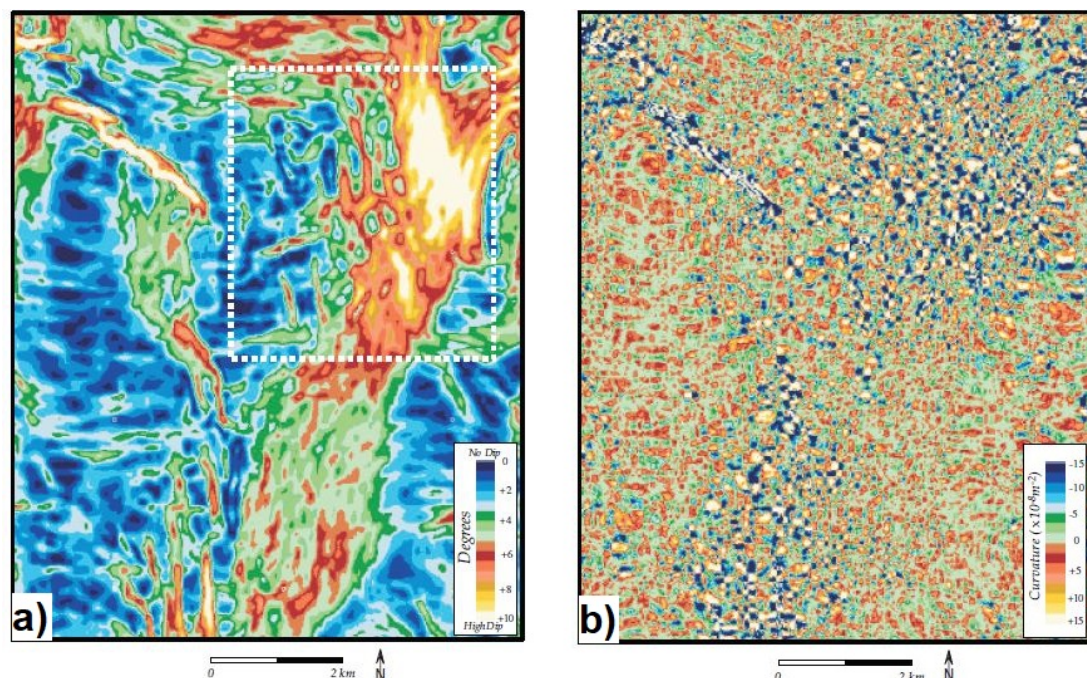 No Dip
0
+2
+4
+6
+8
+10
Degrees
High Dip
a)
0
2 km
N
-15
-10
-5
0
+5
+10
+15
Curvature ( x10⁻⁸m⁻²)
b)
0
2 km
N